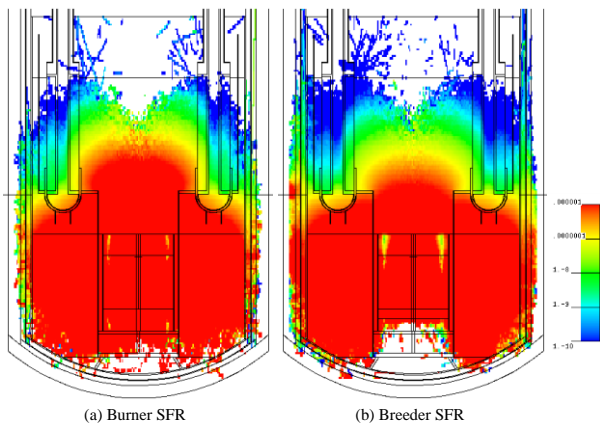 .000001
.0000001
1.-8
1.-9
1.-10
(a) Burner SFR
(b) Breeder SFR